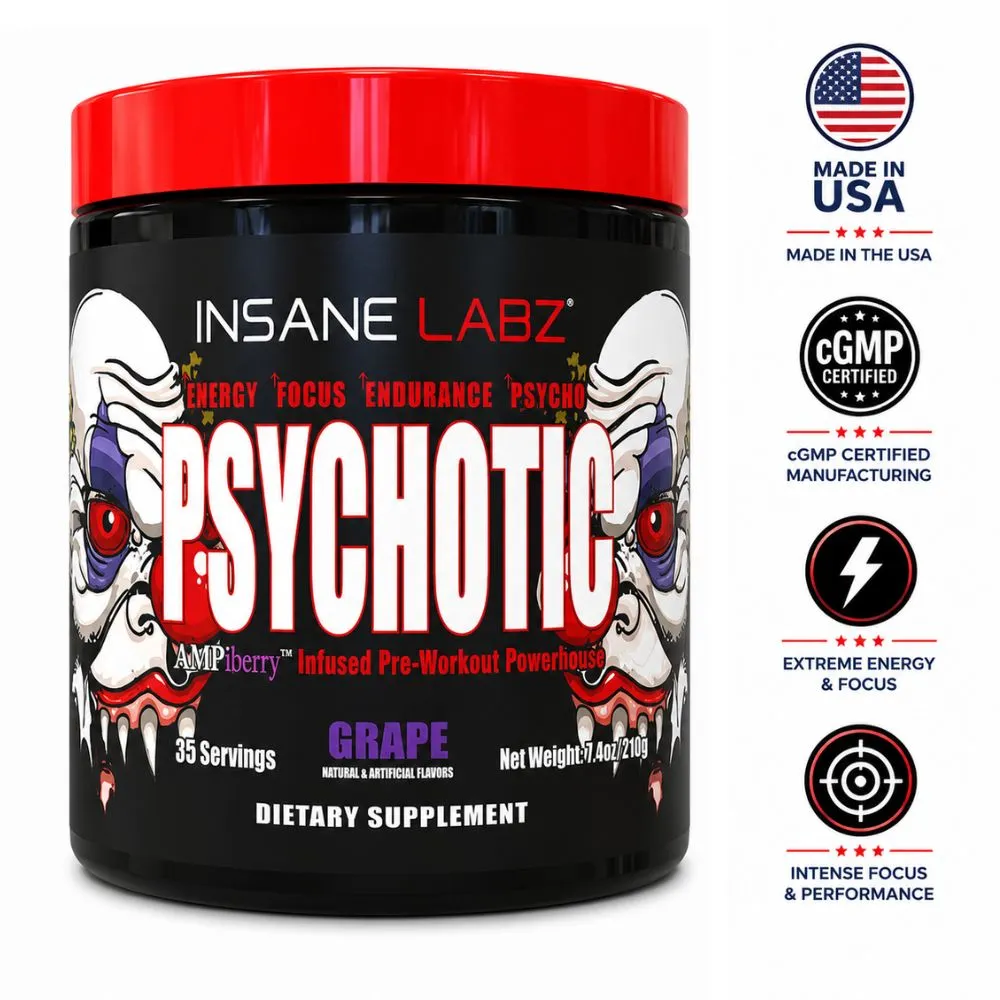 INSANE LABZ®
↑ENERGY ↑FOCUS ↑ENDURANCE ↑PSYCHO
PSYCHOTIC
AMPiberry™ Infused Pre-Workout Powerhouse
35 Servings
GRAPE
NATURAL & ARTIFICIAL FLAVORS
Net Weight:7.4oz/210g
DIETARY SUPPLEMENT
MADE IN
USA
MADE IN THE USA
cGMP
CERTIFIED
cGMP CERTIFIED
MANUFACTURING
EXTREME ENERGY
& FOCUS
INTENSE FOCUS
& PERFORMANCE